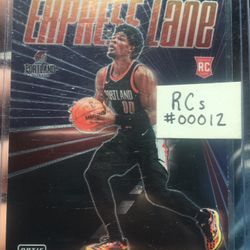 EXPRESS Lane
PORTLAND
RC
RCs
#00012
PORTLAND
00